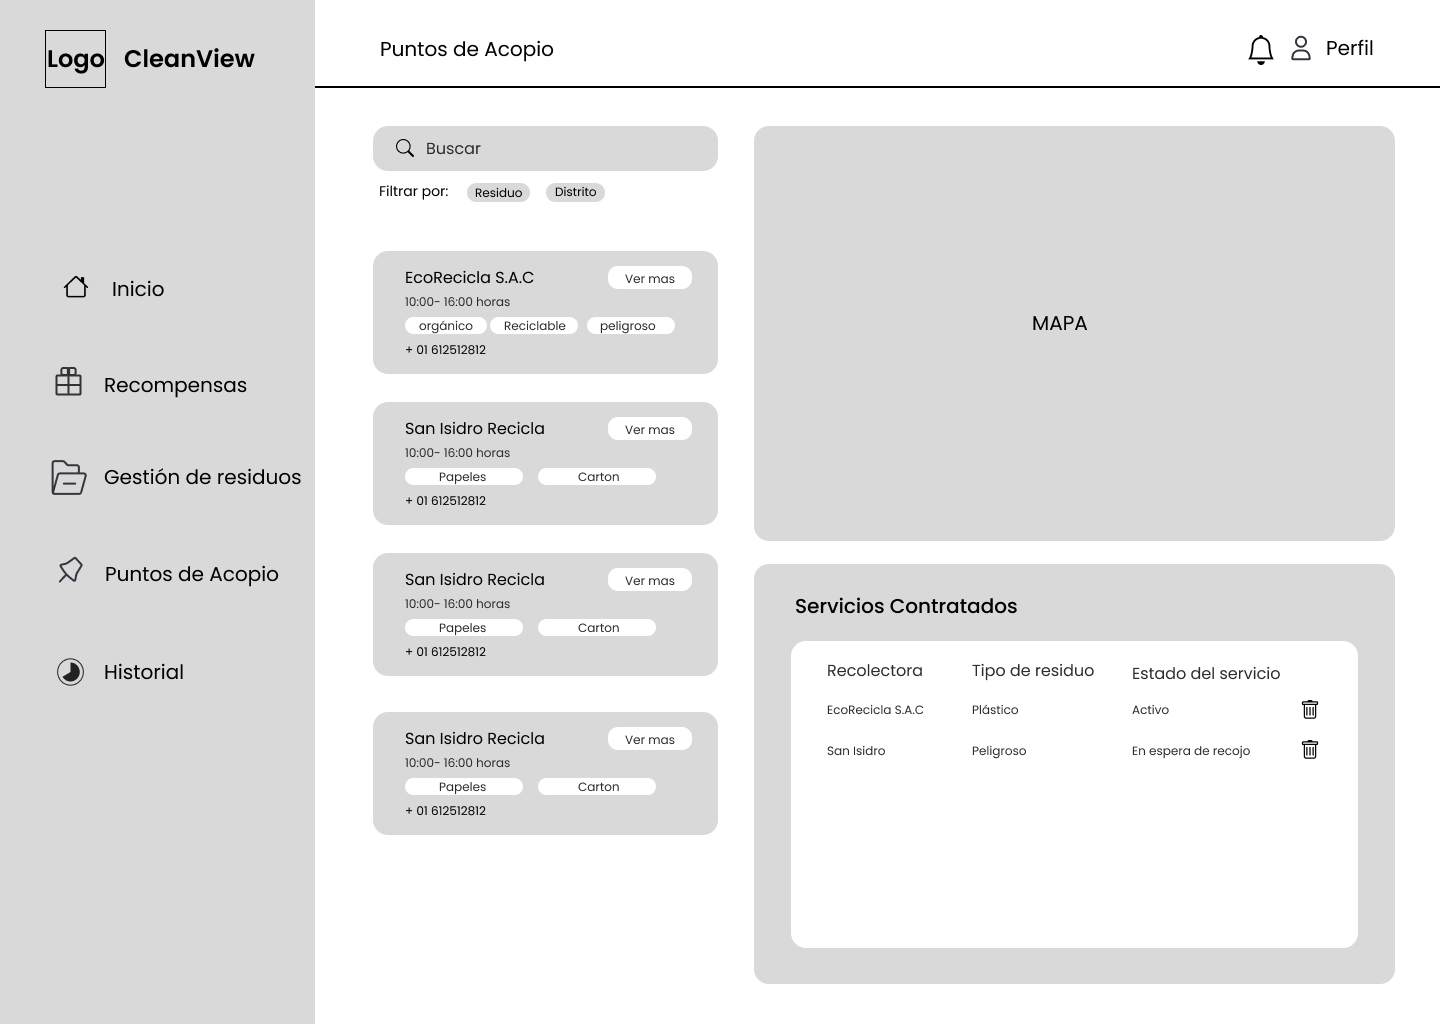 Logo CleanView
Inicio
Recompensas
Gestión de residuos
Puntos de Acopio
Historial
Puntos de Acopio
Perfil
Buscar
Filtrar por: Residuo Distrito
EcoRecicla S.A.C Ver mas
10:00- 16:00 horas
orgánico Reciclable peligroso
+ 01 612512812
San Isidro Recicla Ver mas
10:00- 16:00 horas
Papeles Carton
+ 01 612512812
San Isidro Recicla Ver mas
10:00- 16:00 horas
Papeles Carton
+ 01 612512812
San Isidro Recicla Ver mas
10:00- 16:00 horas
Papeles Carton
+ 01 612512812
MAPA
Servicios Contratados
Recolectora Tipo de residuo Estado del servicio
EcoRecicla S.A.C Plástico Activo
San Isidro Peligroso En espera de recojo